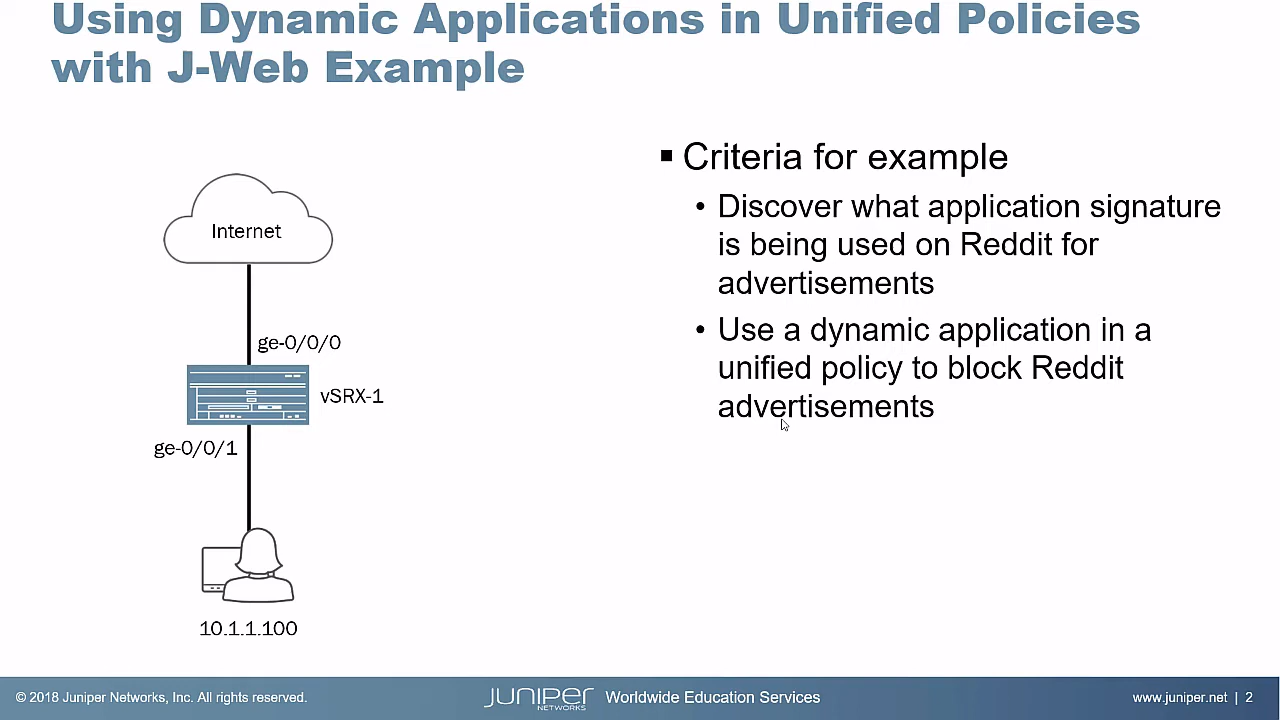 Using Dynamic Applications in Unified Policies
with J-Web Example
Internet
ge-0/0/0
vSRX-1
ge-0/0/1
10.1.1.100
▪ Criteria for example
• Discover what application signature
is being used on Reddit for
advertisements
• Use a dynamic application in a
unified policy to block Reddit
advertisements
© 2018 Juniper Networks, Inc. All rights reserved.
JUNIPER NETWORKS Worldwide Education Services
www.juniper.net | 2